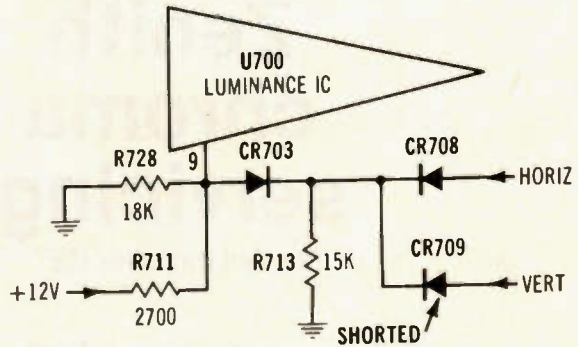 U700
LUMINANCE IC
9
R728
18K
CR703
CR708
HORIZ
R711
+12V
2700
R713
15K
CR709
VERT
SHORTED